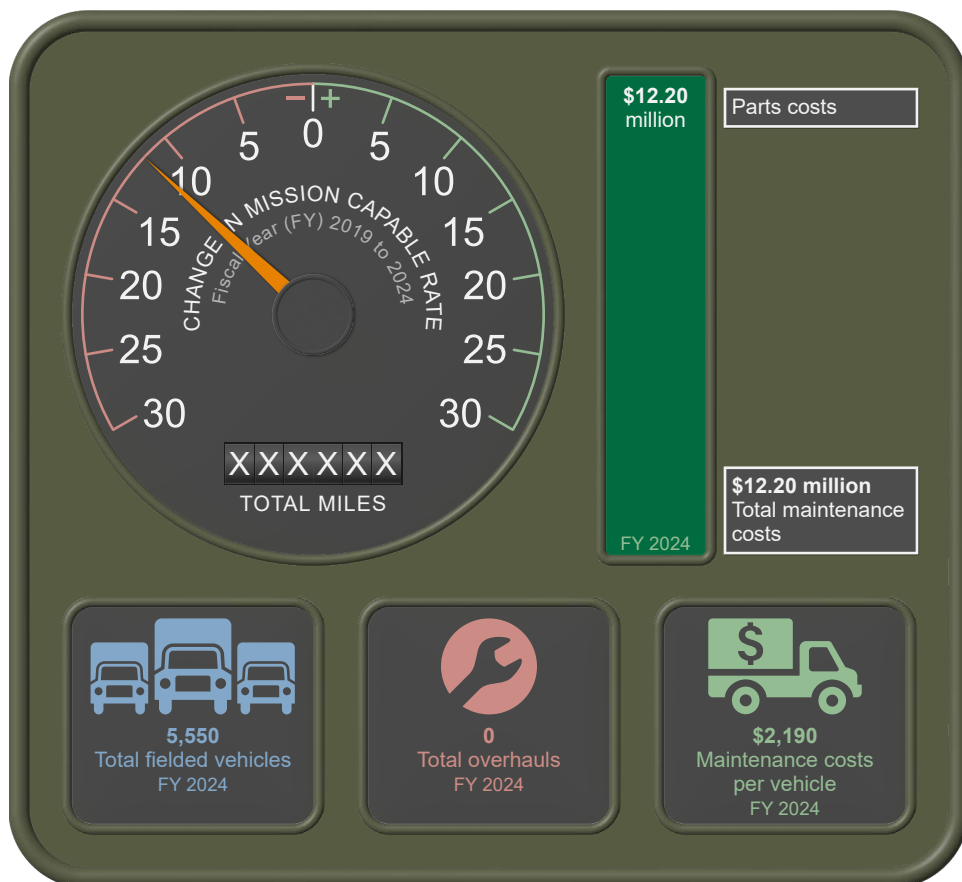 − +
0
5 5
10 10
15 15
20 20
25 25
30 30
CHANGE IN MISSION CAPABLE RATE
Fiscal Year (FY) 2019 to 2024
XXXXXX
TOTAL MILES
$12.20
million
FY 2024
Parts costs
$12.20 million
Total maintenance
costs
5,550
Total fielded vehicles
FY 2024
0
Total overhauls
FY 2024
$
$2,190
Maintenance costs
per vehicle
FY 2024